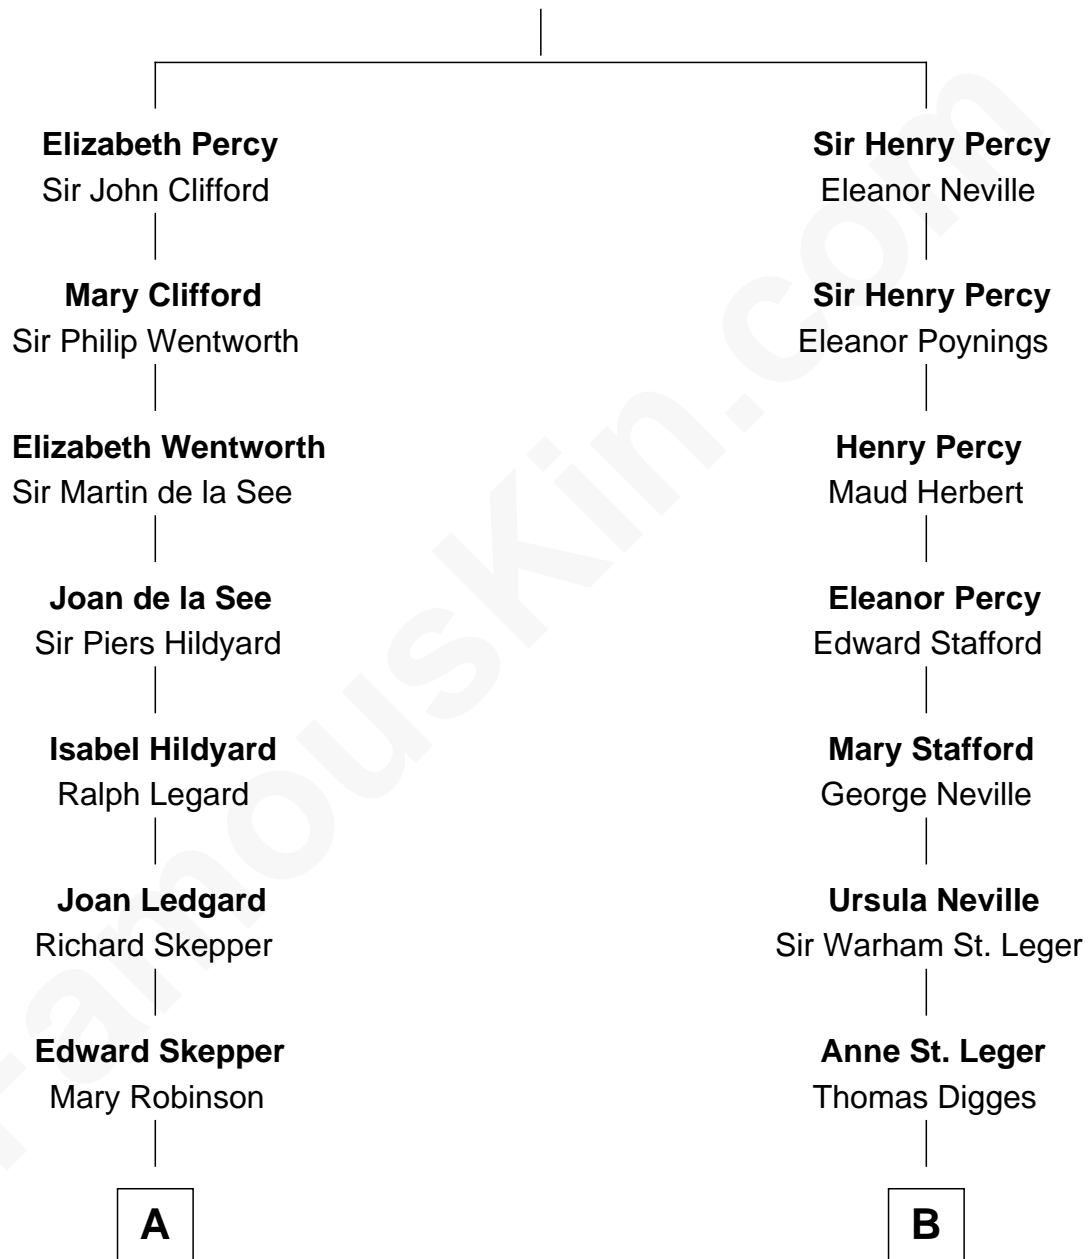 Elizabeth Percy
Sir John Clifford
Mary Clifford
Sir Philip Wentworth
Elizabeth Wentworth
Sir Martin de la See
Joan de la See
Sir Piers Hildyard
Isabel Hildyard
Ralph Legard
Joan Ledgard
Richard Skepper
Edward Skepper
Mary Robinson
A
Sir Henry Percy
Eleanor Neville
Sir Henry Percy
Eleanor Poynings
Henry Percy
Maud Herbert
Eleanor Percy
Edward Stafford
Mary Stafford
George Neville
Ursula Neville
Sir Warham St. Leger
Anne St. Leger
Thomas Digges
B
FamousKin.com